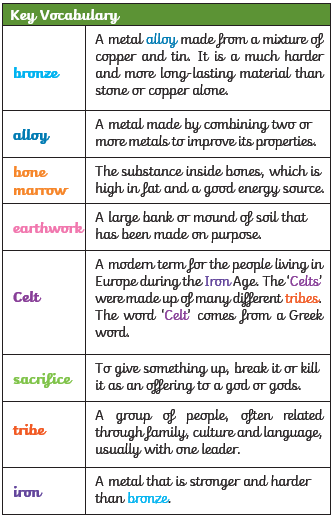 Key Vocabulary
bronze
A metal alloy made from a mixture of
copper and tin. It is a much harder
and more long-lasting material than
stone or copper alone.
alloy
A metal made by combining two or
more metals to improve its properties.
bone
marrow
The substance inside bones, which is
high in fat and a good energy source.
earthwork
A large bank or mound of soil that
has been made on purpose.
Celt
A modern term for the people living in
Europe during the Iron Age. The ‘Celts’
were made up of many different tribes.
The word ‘Celt’ comes from a Greek
word.
sacrifice
To give something up, break it or kill
it as an offering to a god or gods.
tribe
A group of people, often related
through family, culture and language,
usually with one leader.
iron
A metal that is stronger and harder
than bronze.